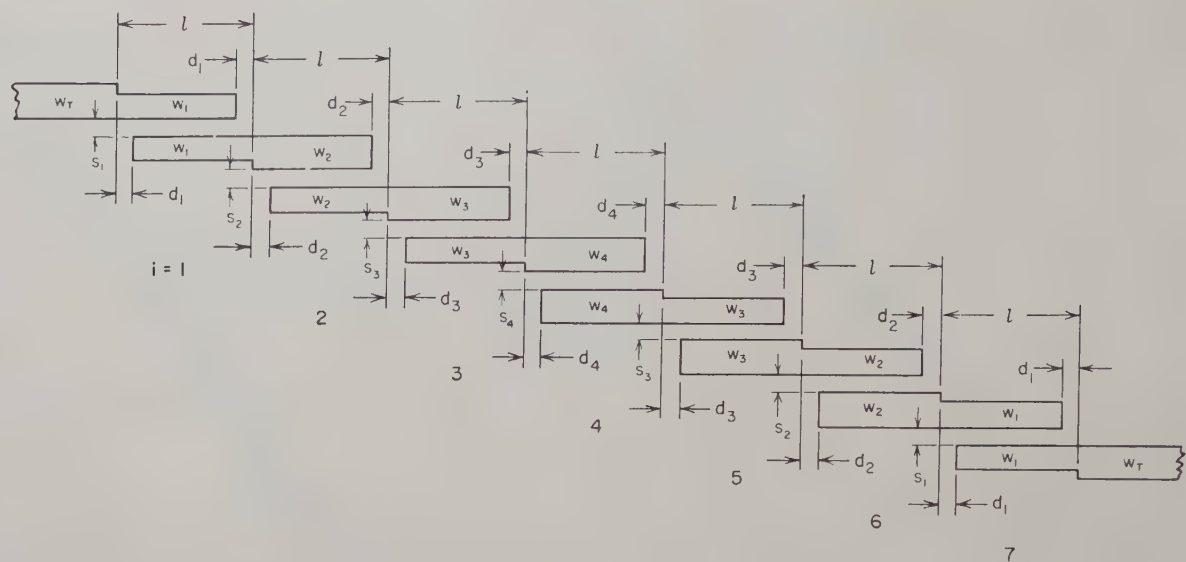 l
d₁ l
d₂ l
W_T W₁
d₃ l
S₁ W₁ W₂
d₄ l
d₁ S₂ W₂ W₃
d₃ l
d₂ S₃ W₃ W₄
i = 1
d₂ l
d₃ S₄ W₄ W₃
2
d₁
d₄ S₃ W₃ W₂
3
d₃ S₂ W₂ W₁
4
d₂ S₁ W₁ W_T
5
d₁
6
7